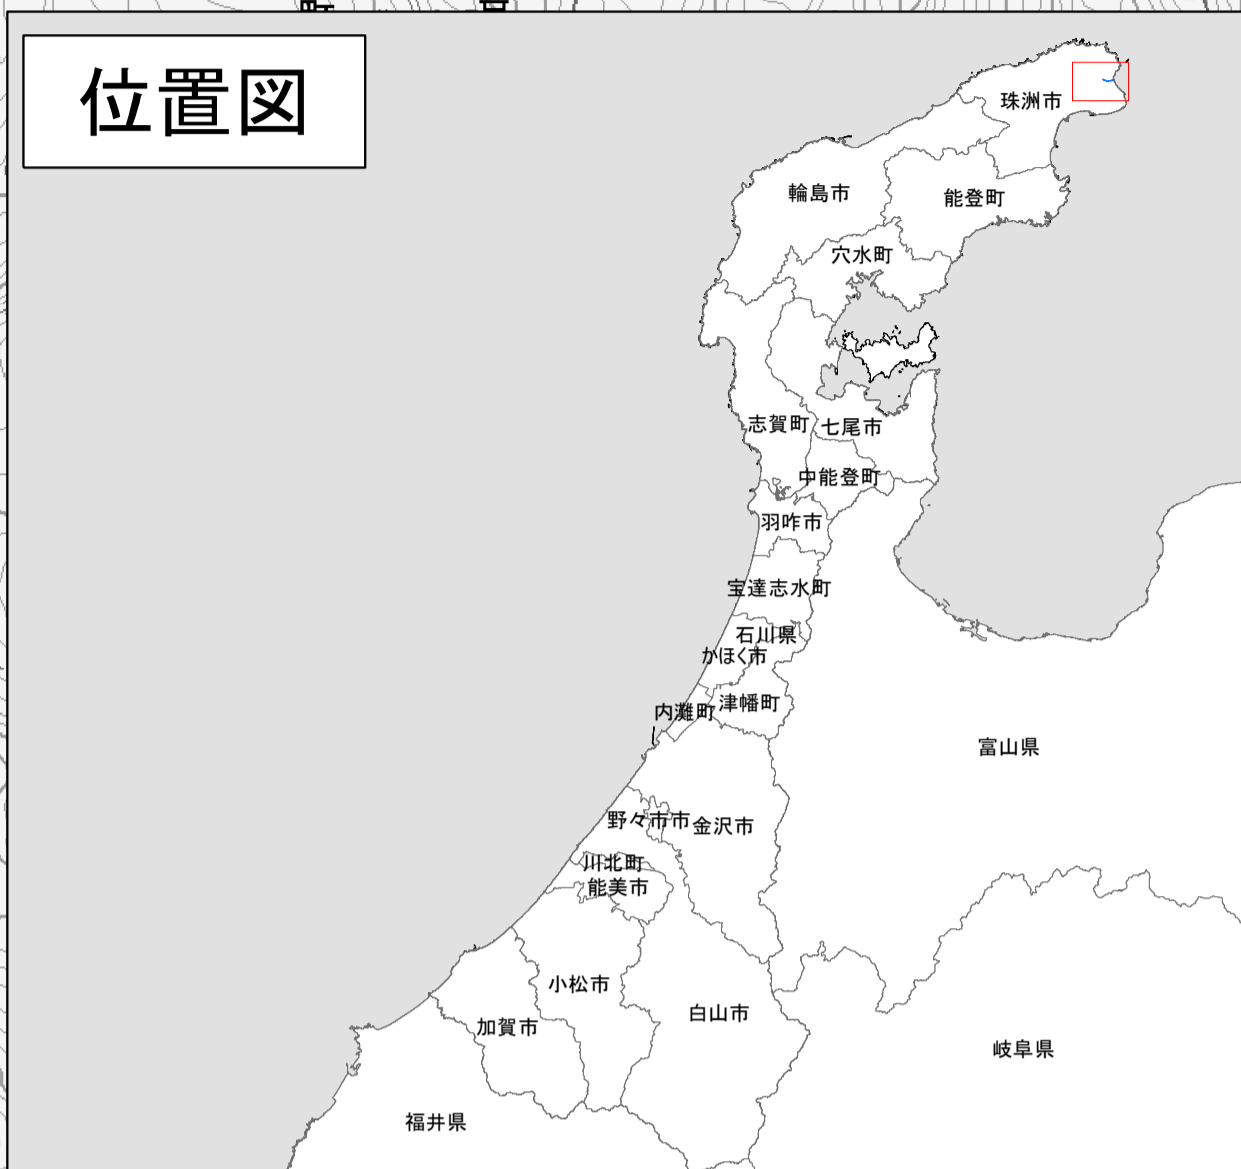 位置図
珠洲市
輪島市
能登町
穴水町
志賀町
七尾市
中能登町
羽咋市
宝達志水町
石川県
かほく市
津幡町
内灘町
富山県
野々市市
金沢市
川北町
能美市
小松市
白山市
加賀市
岐阜県
福井県